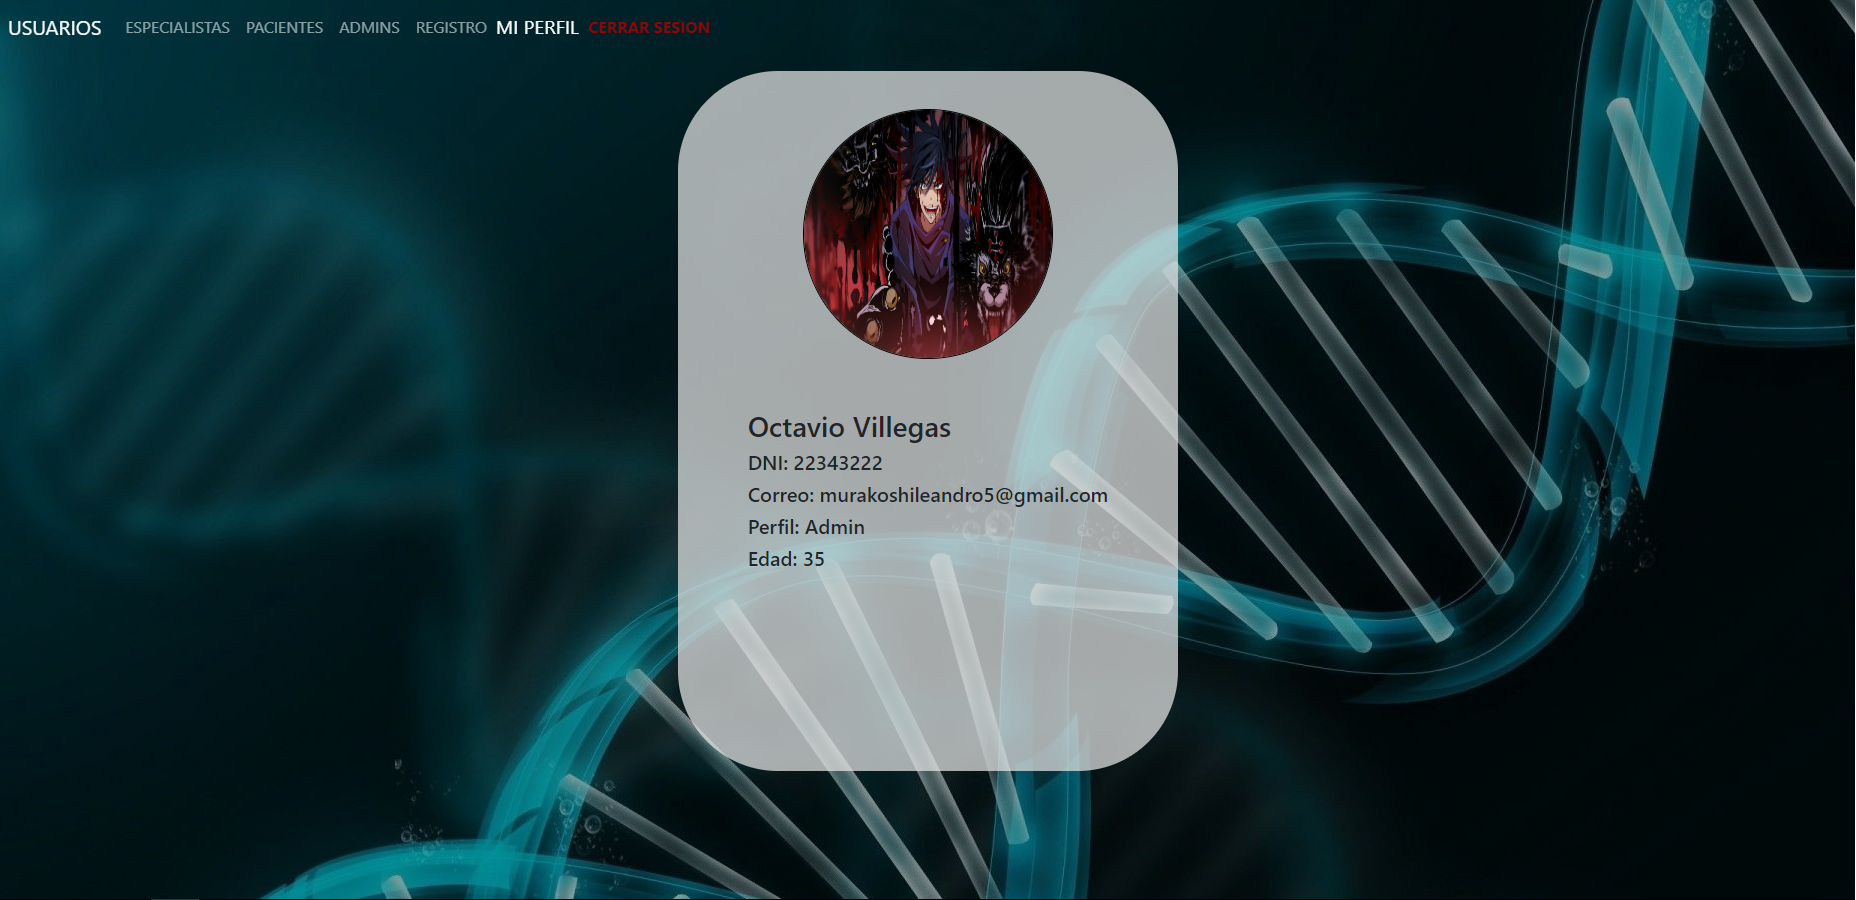 USUARIOS ESPECIALISTAS PACIENTES ADMINS REGISTRO MI PERFIL CERRAR SESION
Octavio Villegas
DNI: 22343222
Correo: murakoshileandro5@gmail.com
Perfil: Admin
Edad: 35